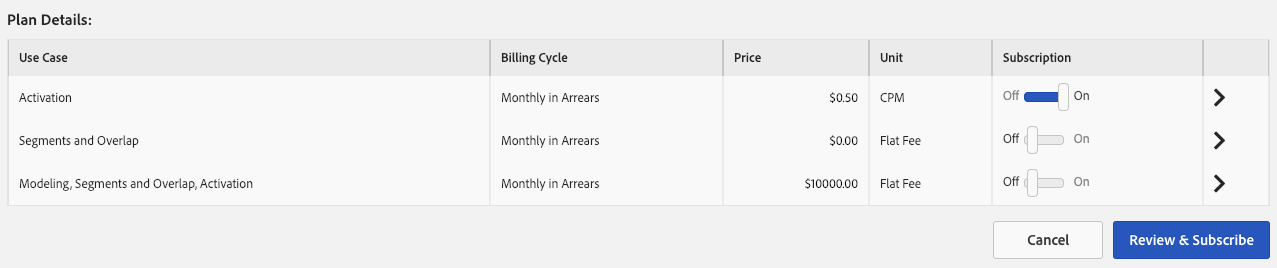 Plan Details:
Use Case Billing Cycle Price Unit Subscription
Activation Monthly in Arrears $0.50 CPM Off On
Segments and Overlap Monthly in Arrears $0.00 Flat Fee Off On
Modeling, Segments and Overlap, Activation Monthly in Arrears $10000.00 Flat Fee Off On
Cancel Review & Subscribe